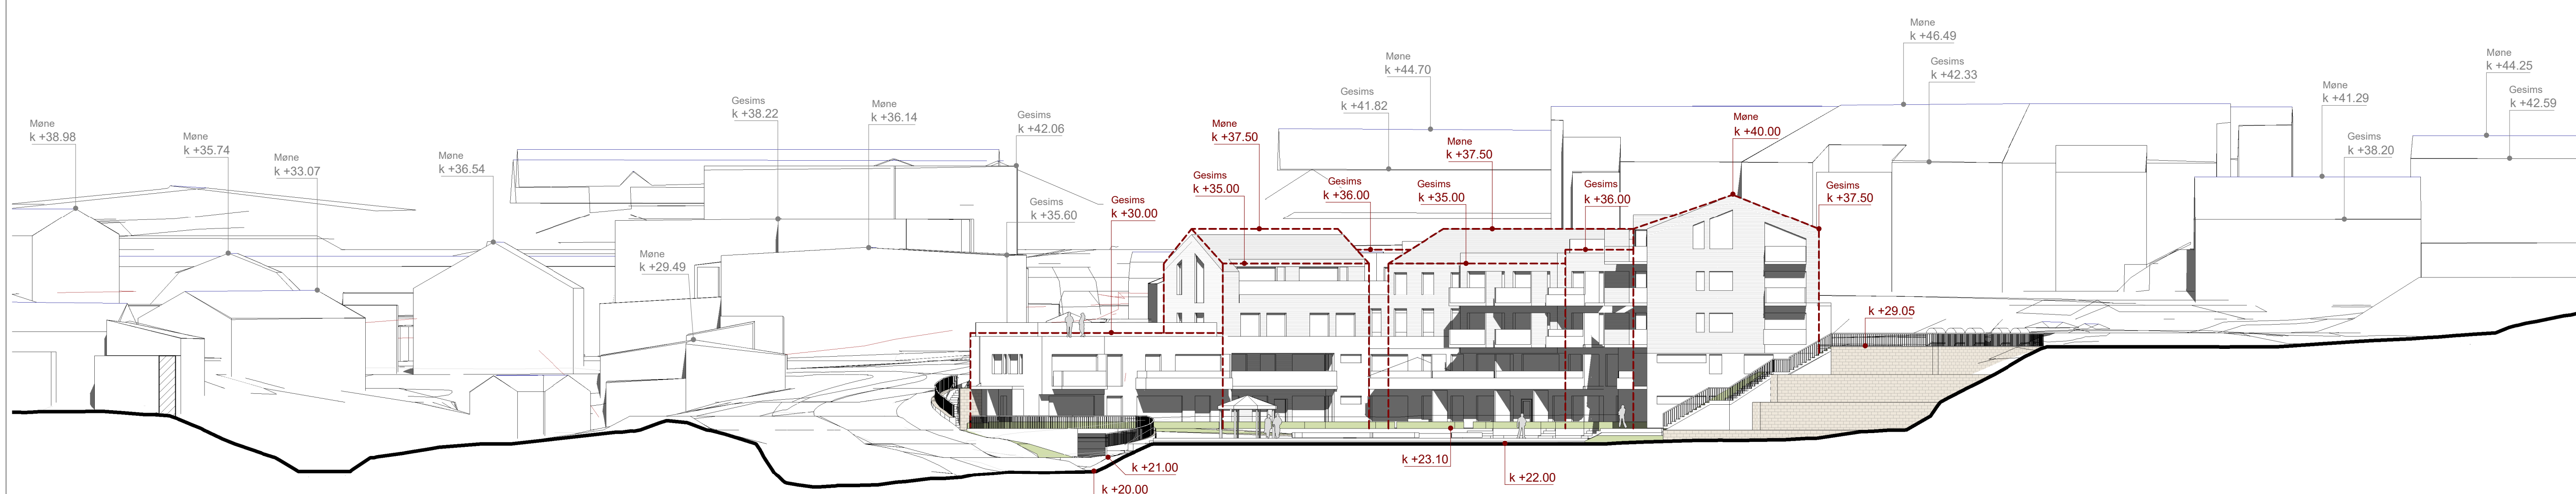 Møne
k +38.98
Møne
k +35.74
Møne
k +33.07
Møne
k +36.54
Møne
k +29.49
Gesims
k +38.22
Møne
k +36.14
Gesims
k +42.06
Gesims
k +35.60
Gesims
k +30.00
Gesims
k +35.00
Møne
k +37.50
Gesims
k +36.00
Gesims
k +41.82
Møne
k +44.70
Gesims
k +35.00
Møne
k +37.50
Gesims
k +36.00
Møne
k +40.00
Gesims
k +37.50
Møne
k +46.49
Gesims
k +42.33
k +29.05
Møne
k +41.29
Gesims
k +38.20
Møne
k +44.25
Gesims
k +42.59
k +21.00
k +20.00
k +23.10
k +22.00